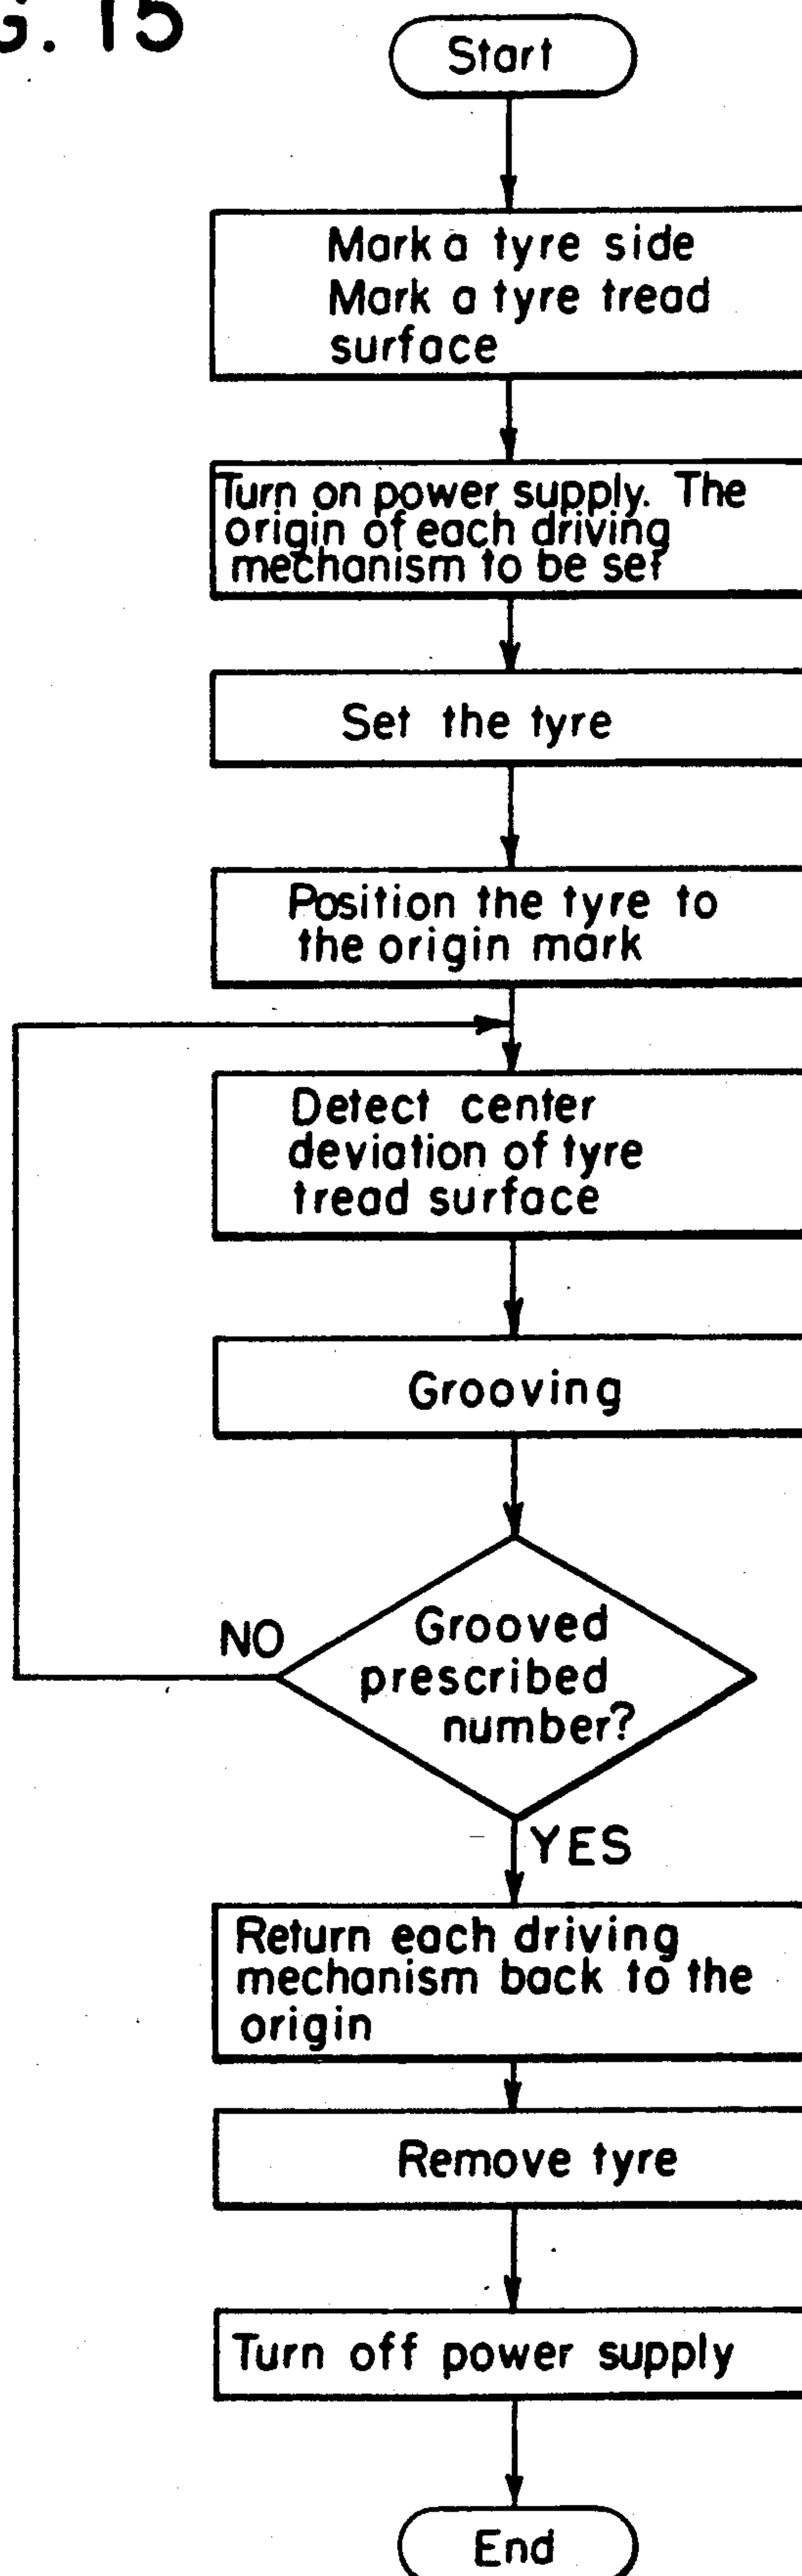 G. 15
Start
Mark a tyre side
Mark a tyre tread
surface
Turn on power supply. The
origin of each driving
mechanism to be set
Set the tyre
Position the tyre to
the origin mark
Detect center
deviation of tyre
tread surface
Grooving
NO
Grooved
prescribed
number?
YES
Return each driving
mechanism back to the
origin
Remove tyre
Turn off power supply
End